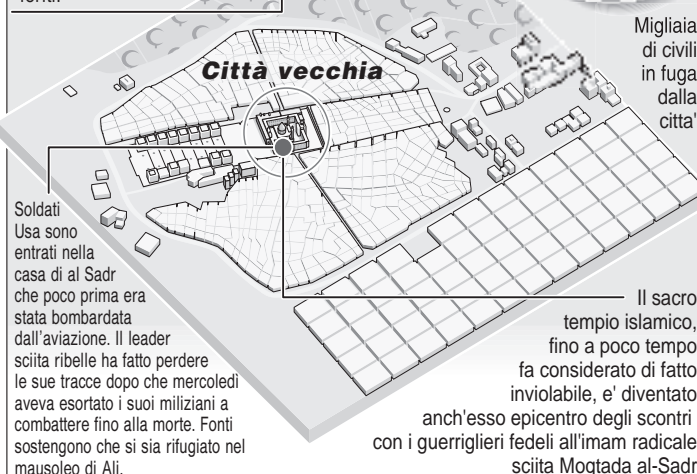 Città vecchia
Migliaia
di civili
in fuga
dalla
citta'
Soldati
Usa sono
entrati nella
casa di al Sadr
che poco prima era
stata bombardata
dall'aviazione. Il leader
sciita ribelle ha fatto perdere
le sue tracce dopo che mercoledì
aveva esortato i suoi miliziani a
combattere fino alla morte. Fonti
sostengono che si sia rifugiato nel
mausoleo di Ali.
Il sacro
tempio islamico,
fino a poco tempo
fa considerato di fatto
inviolabile, e' diventato
anch'esso epicentro degli scontri
con i guerriglieri fedeli all'imam radicale
sciita Moqtada al-Sadr